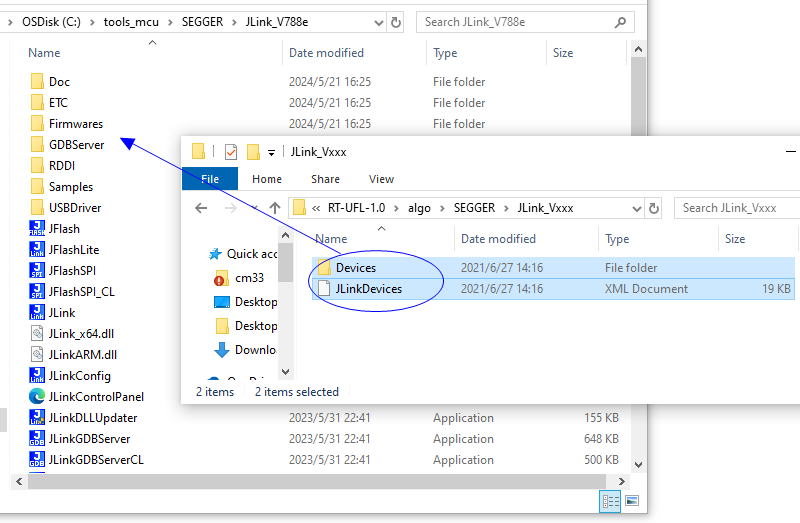 OSDisk (C:) > tools_mcu > SEGGER > JLink_V788e
Search JLink_V788e
Name Date modified Type Size
Doc 2024/5/21 16:25 File folder
ETC 2024/5/21 16:25 File folder
Firmwares 2024/5/21 16:25 File folder
GDBServer
RDDI
Samples
USBDriver
JFlash
JFlashLite
JFlashSPI
JFlashSPI_CL
JLink
JLink_x64.dll
JLinkARM.dll
JLinkConfig
JLinkControlPanel
JLinkDLLUpdater 2023/5/31 22:41 Application 155 KB
JLinkGDBServer 2023/5/31 22:41 Application 648 KB
JLinkGDBServerCL 2023/5/31 22:41 Application 500 KB
JLink_Vxxx
File Home Share View
« RT-UFL-1.0 > algo > SEGGER > JLink_Vxxx
Search JLink_Vxxx
Name Date modified Type Size
Quick acc
cm33
Desktop
Desktop
Downlo
Devices 2021/6/27 14:16 File folder
JLinkDevices 2021/6/27 14:16 XML Document 19 KB
2 items 2 items selected